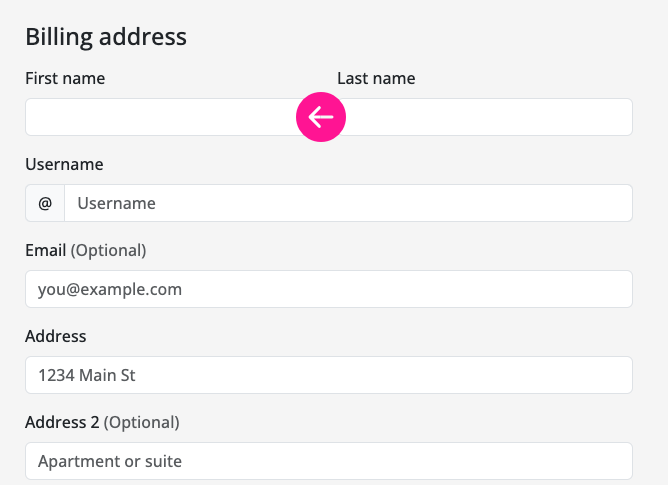 Billing address
First name Last name
Username
@ Username
Email (Optional)
you@example.com
Address
1234 Main St
Address 2 (Optional)
Apartment or suite